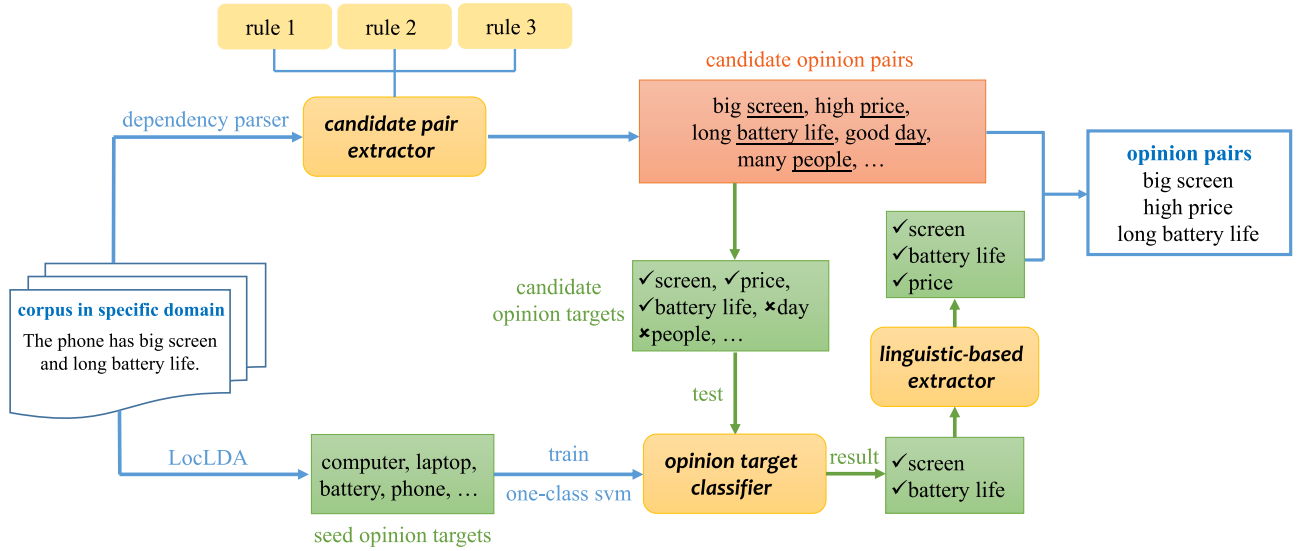 rule 1
rule 2
rule 3
candidate opinion pairs
dependency parser
candidate pair
extractor
big screen, high price,
long battery life, good day,
many people, …
opinion pairs
big screen
high price
long battery life
✓screen
✓battery life
✓price
candidate
opinion targets
✓screen, ✓price,
✓battery life, ✘day
✘people, …
corpus in specific domain
The phone has big screen
and long battery life.
linguistic-based
extractor
test
LocLDA
computer, laptop,
battery, phone, …
seed opinion targets
train
one-class svm
opinion target
classifier
result
✓screen
✓battery life